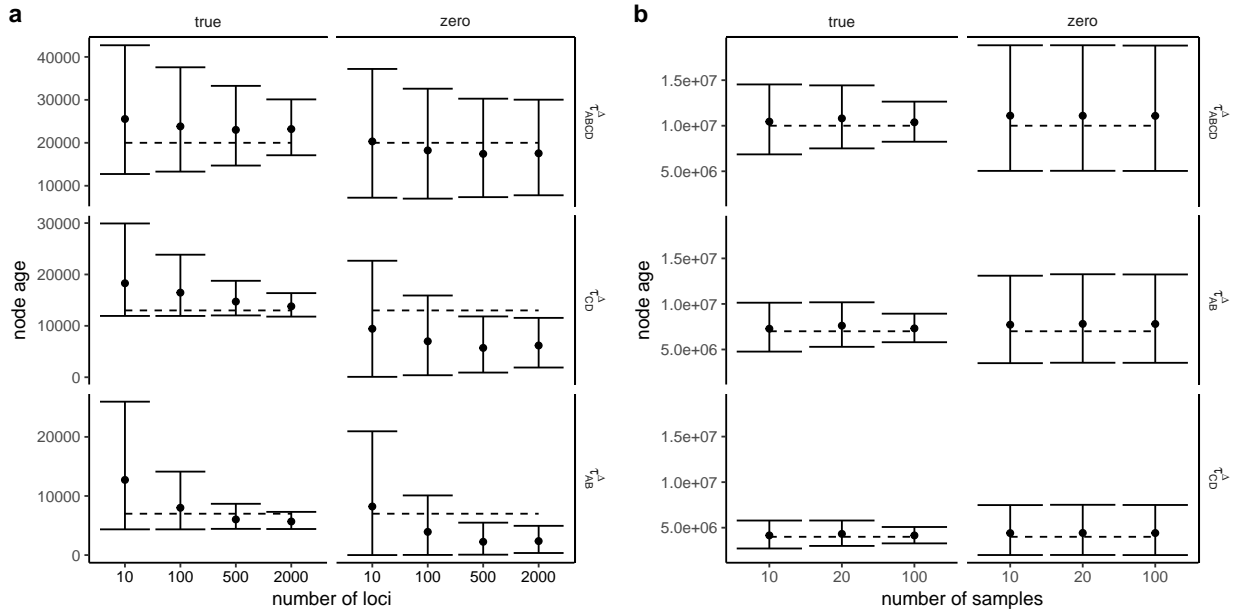 a
true
zero
40000
30000
20000
10000
τ^Δ_ABCD
30000
20000
10000
0
τ^Δ_CD
20000
10000
0
τ^Δ_AB
node age
10
100
500
2000
10
100
500
2000
number of loci
b
true
zero
1.5e+07
1.0e+07
5.0e+06
τ^Δ_ABCD
1.5e+07
1.0e+07
5.0e+06
τ^Δ_AB
1.5e+07
1.0e+07
5.0e+06
τ^Δ_CD
node age
10
20
100
10
20
100
number of samples